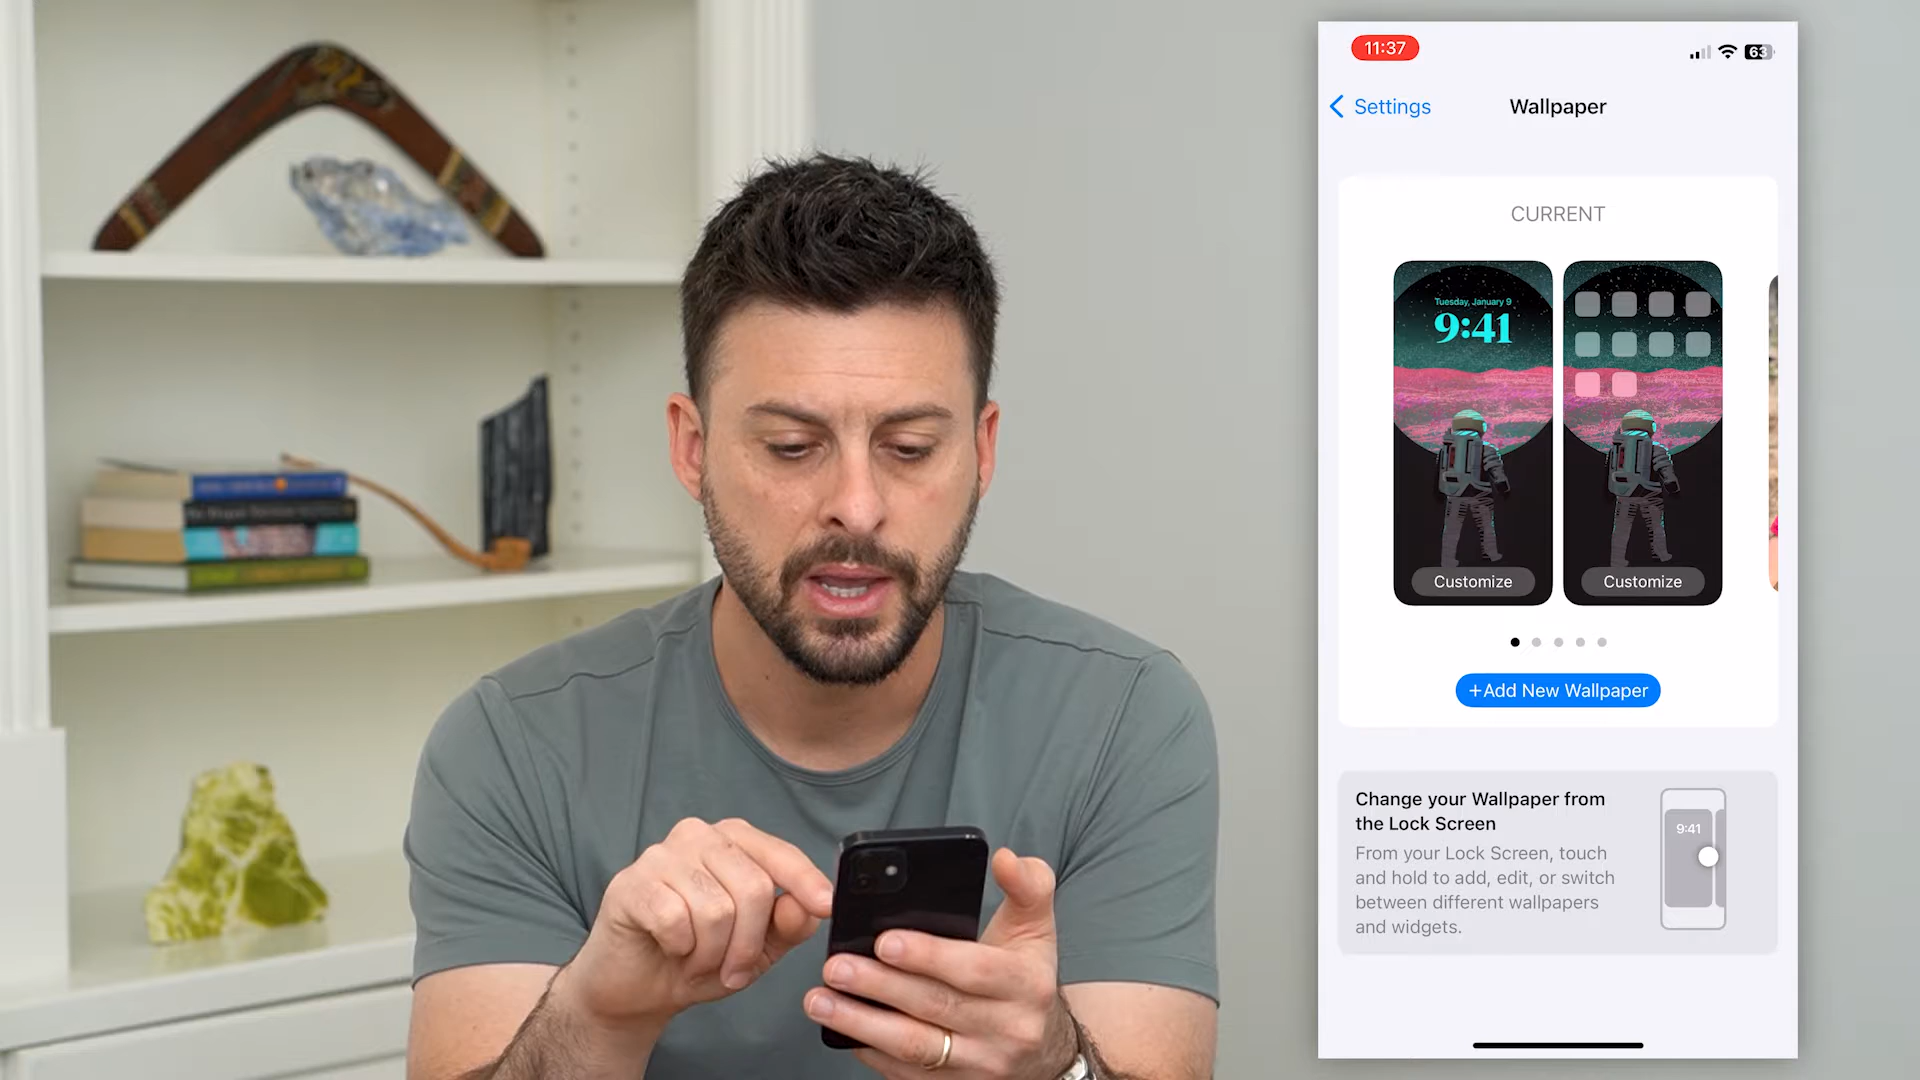 11:37
63
Settings
Wallpaper
CURRENT
Tuesday, January 9
9:41
Customize
Customize
+Add New Wallpaper
Change your Wallpaper from
the Lock Screen
9:41
From your Lock Screen, touch
and hold to add, edit, or switch
between different wallpapers
and widgets.